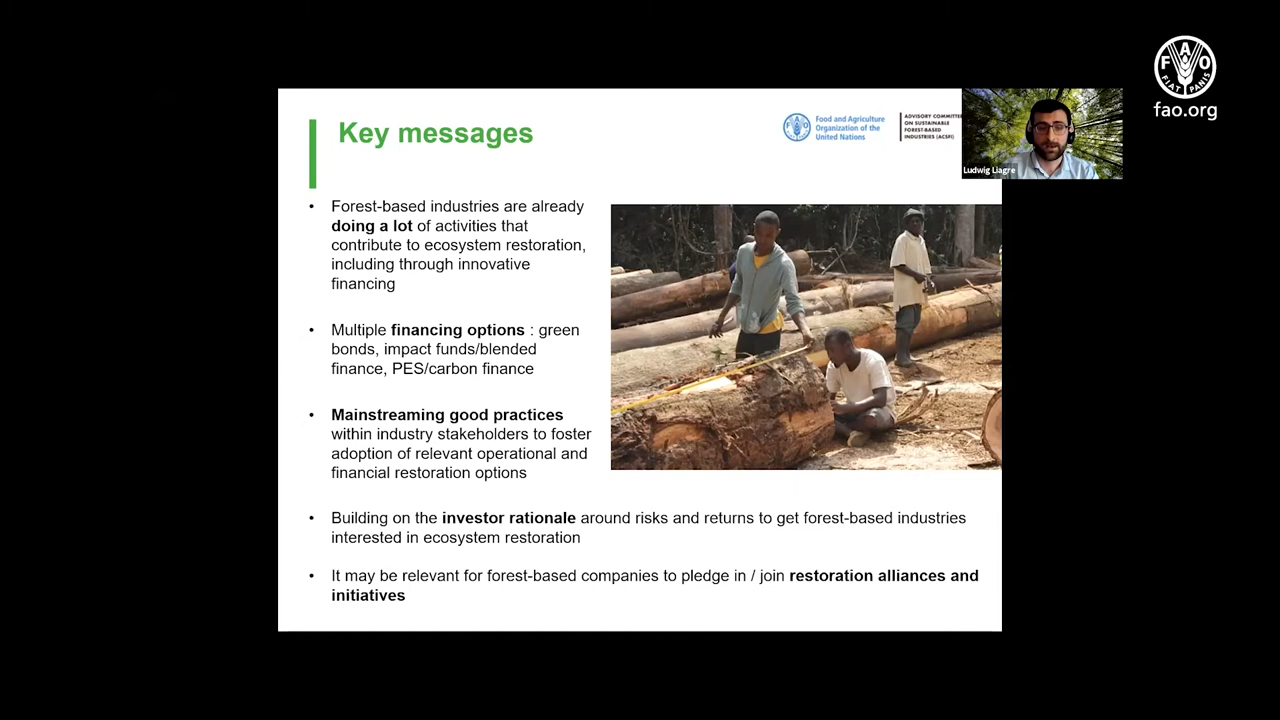 Key messages
Food and Agriculture
Organization of the
United Nations
ADVISORY COMMITTEE
ON SUSTAINABLE
FOREST-BASED
INDUSTRIES (ACSFI)
Ludwig Liagre
FAO
FIAT PANIS
fao.org
• Forest-based industries are already
doing a lot of activities that
contribute to ecosystem restoration,
including through innovative
financing
• Multiple financing options : green
bonds, impact funds/blended
finance, PES/carbon finance
• Mainstreaming good practices
within industry stakeholders to foster
adoption of relevant operational and
financial restoration options
• Building on the investor rationale around risks and returns to get forest-based industries
interested in ecosystem restoration
• It may be relevant for forest-based companies to pledge in / join restoration alliances and
initiatives